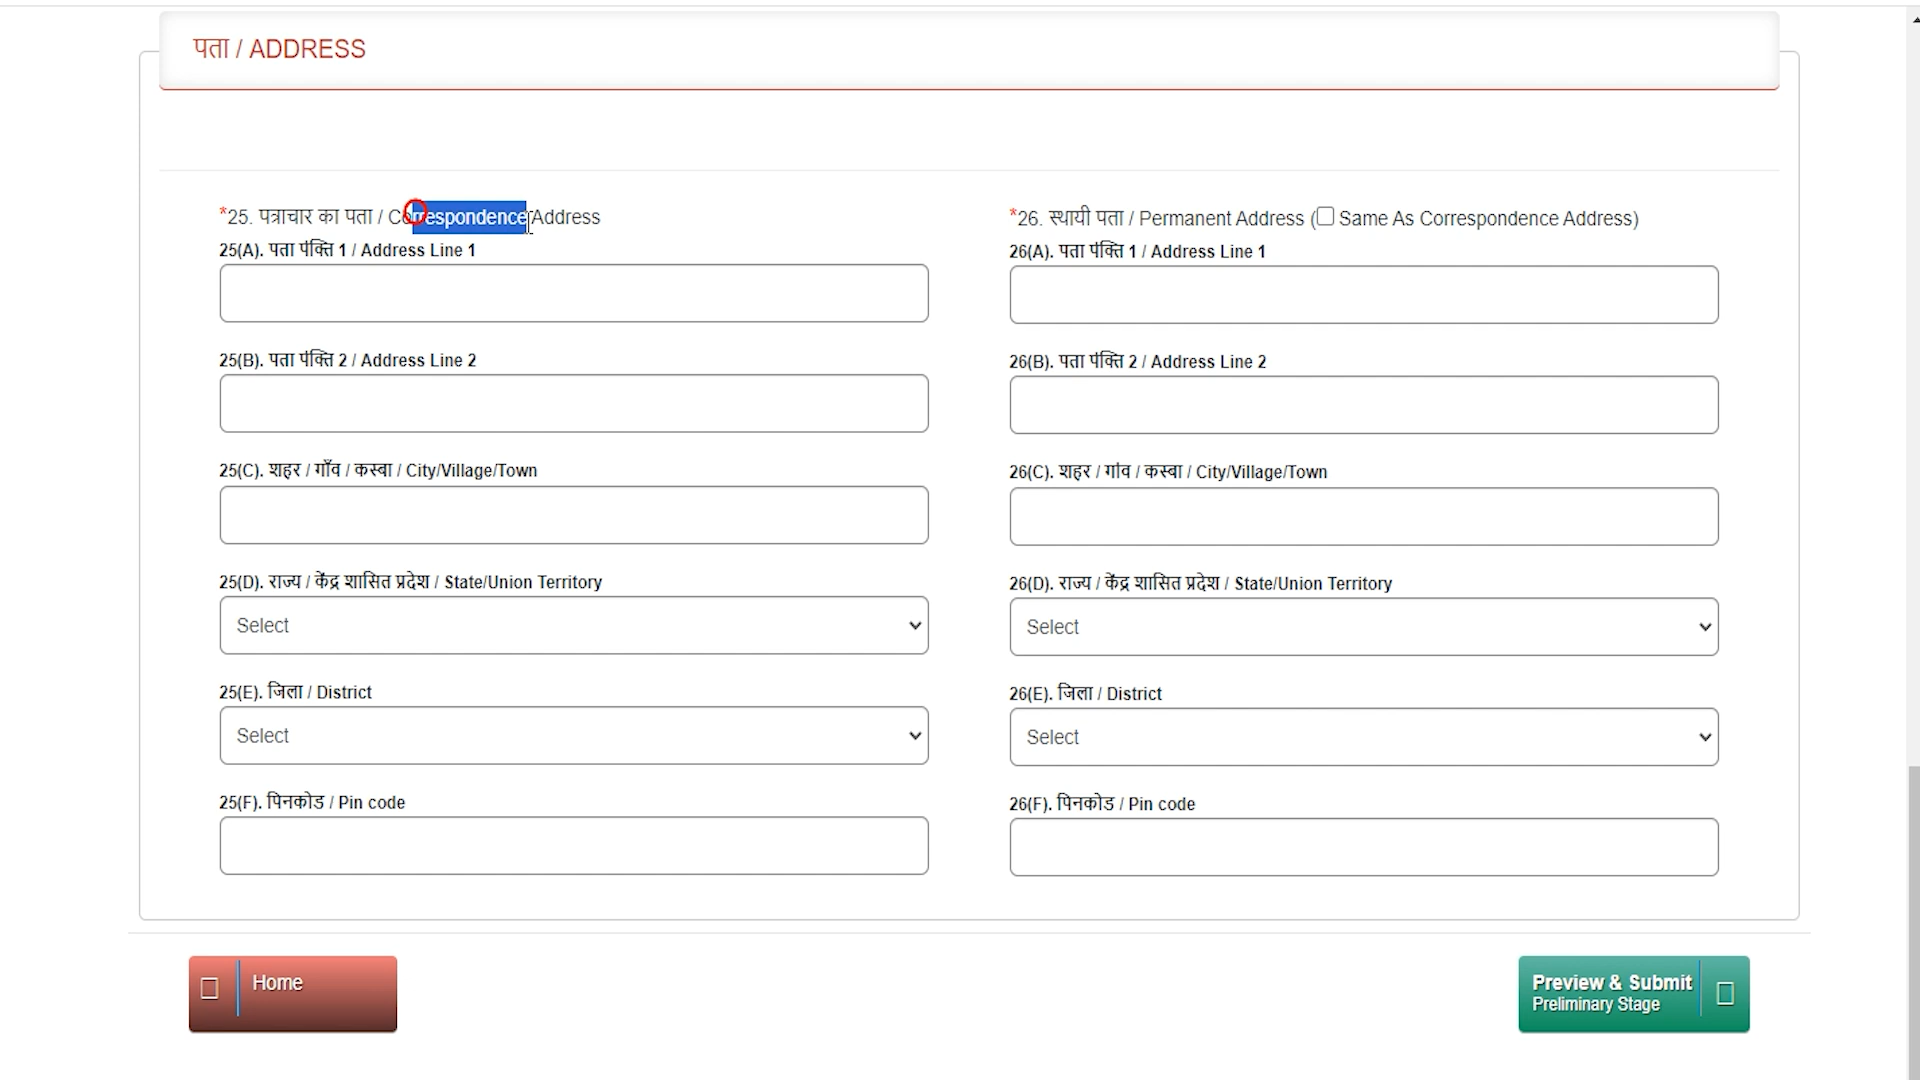 पता / ADDRESS
*25. पत्राचार का पता / Correspondence Address
25(A). पता पंक्ति 1 / Address Line 1
25(B). पता पंक्ति 2 / Address Line 2
25(C). शहर / गाँव / कस्बा / City/Village/Town
25(D). राज्य / केंद्र शासित प्रदेश / State/Union Territory
Select
25(E). जिला / District
Select
25(F). पिनकोड / Pin code
*26. स्थायी पता / Permanent Address (Same As Correspondence Address)
26(A). पता पंक्ति 1 / Address Line 1
26(B). पता पंक्ति 2 / Address Line 2
26(C). शहर / गांव / कस्बा / City/Village/Town
26(D). राज्य / केंद्र शासित प्रदेश / State/Union Territory
Select
26(E). जिला / District
Select
26(F). पिनकोड / Pin code
Home
Preview & Submit
Preliminary Stage